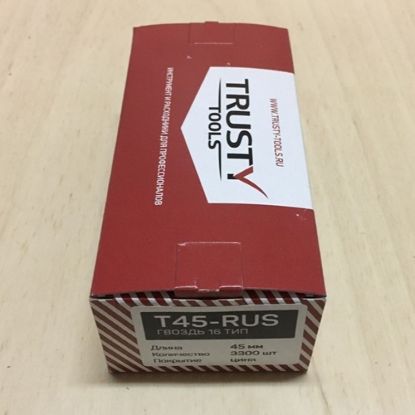 WWW.TRUSTY-TOOLS.RU
TRUSTY
TOOLS
ИНСТРУМЕНТ И РАСХОДНИКИ ДЛЯ ПРОФЕССИОНАЛОВ
T45-RUS
ГВОЗДЬ 16 ТИП
Длина 45 мм
Количество 3300 шт
Покрытие цинк